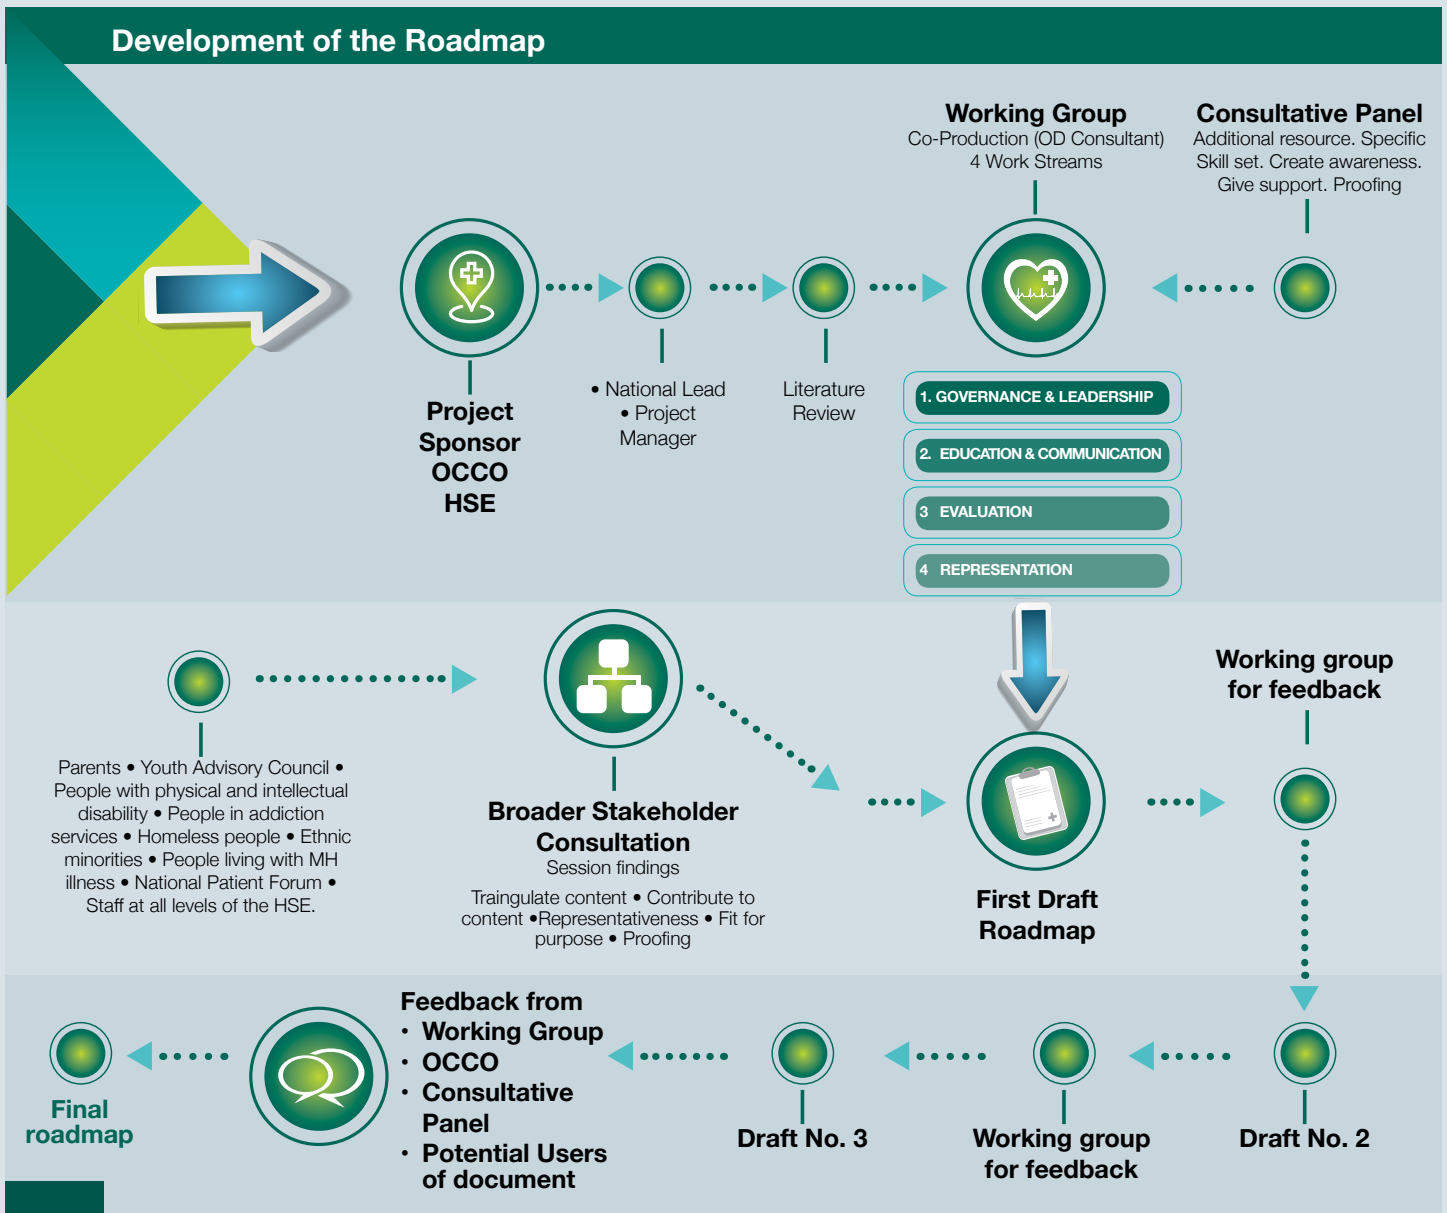 Development of the Roadmap
Working Group
Co-Production (OD Consultant)
4 Work Streams
Consultative Panel
Additional resource. Specific
Skill set. Create awareness.
Give support. Proofing
Project
Sponsor
OCCO
HSE
• National Lead
• Project
Manager
Literature
Review
1. GOVERNANCE & LEADERSHIP
2. EDUCATION & COMMUNICATION
3 EVALUATION
4 REPRESENTATION
Parents • Youth Advisory Council •
People with physical and intellectual
disability • People in addiction
services • Homeless people • Ethnic
minorities • People living with MH
illness • National Patient Forum •
Staff at all levels of the HSE.
Broader Stakeholder
Consultation
Session findings
Traingulate content • Contribute to
content •Representativeness • Fit for
purpose • Proofing
First Draft
Roadmap
Working group
for feedback
Draft No. 2
Working group
for feedback
Draft No. 3
Feedback from
• Working Group
• OCCO
• Consultative
Panel
• Potential Users
of document
Final
roadmap